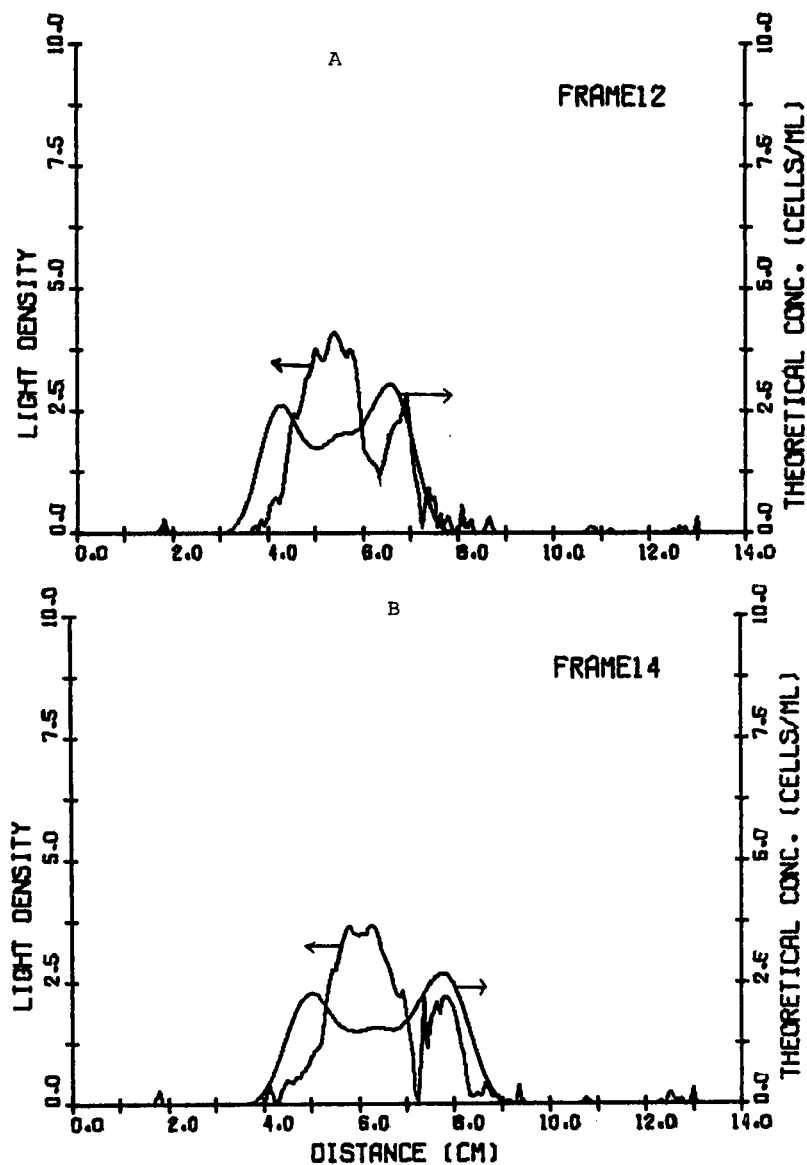 A
FRAME12
LIGHT DENSITY
10.0
7.5
5.0
2.5
0.0
THEORETICAL CONC. (CELLS/ML)
10.0
7.5
5.0
2.5
0.0
0.0 2.0 4.0 6.0 8.0 10.0 12.0 14.0
B
FRAME14
LIGHT DENSITY
10.0
7.5
5.0
2.5
0.0
THEORETICAL CONC. (CELLS/ML)
10.0
7.5
5.0
2.5
0.0
0.0 2.0 4.0 6.0 8.0 10.0 12.0 14.0
DISTANCE (CM)